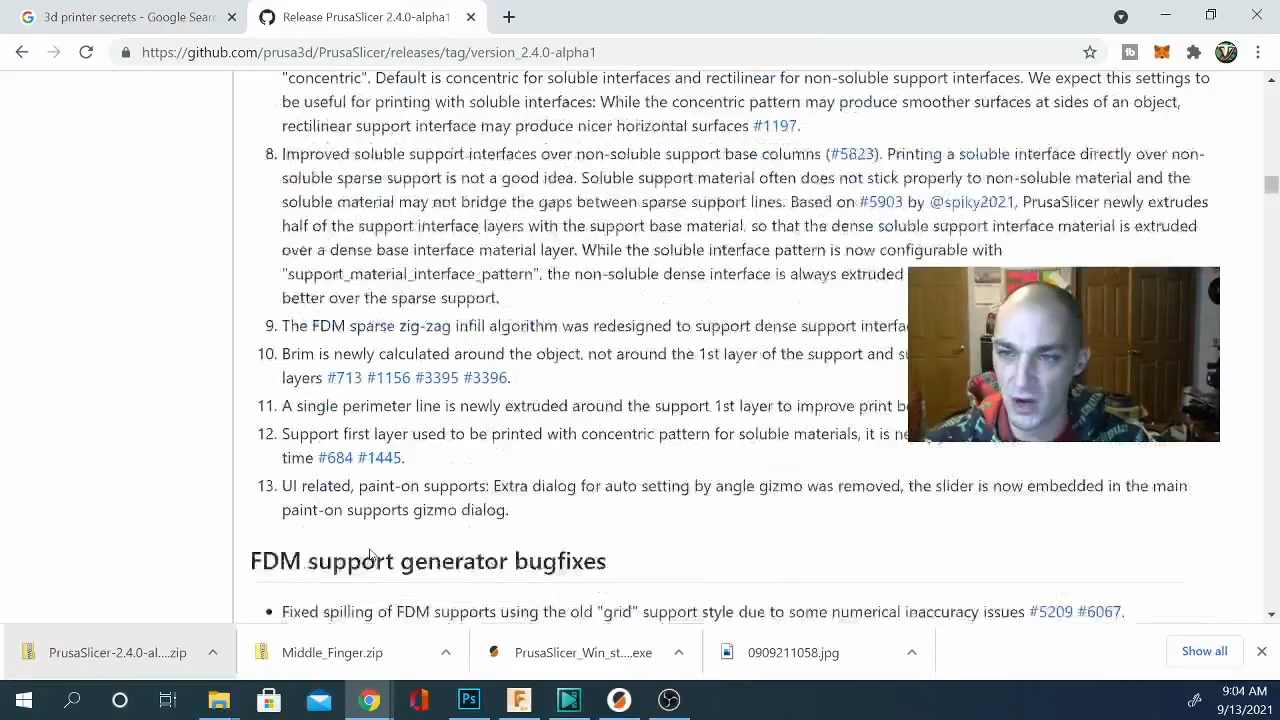 3d printer secrets - Google Sear
Release PrusaSlicer 2.4.0-alpha1
https://github.com/prusa3d/PrusaSlicer/releases/tag/version_2.4.0-alpha1
"concentric". Default is concentric for soluble interfaces and rectilinear for non-soluble support interfaces. We expect this settings to
be useful for printing with soluble interfaces: While the concentric pattern may produce smoother surfaces at sides of an object,
rectilinear support interface may produce nicer horizontal surfaces #1197.
8. Improved soluble support interfaces over non-soluble support base columns (#5823). Printing a soluble interface directly over non-
soluble sparse support is not a good idea. Soluble support material often does not stick properly to non-soluble material and the
soluble material may not bridge the gaps between sparse support lines. Based on #5903 by @spiky2021, PrusaSlicer newly extrudes
half of the support interface layers with the support base material, so that the dense soluble support interface material is extruded
over a dense base interface material layer. While the soluble interface pattern is now configurable with
"support_material_interface_pattern", the non-soluble dense interface is always extruded
better over the sparse support.
9. The FDM sparse zig-zag infill algorithm was redesigned to support dense support interfac
10. Brim is newly calculated around the object, not around the 1st layer of the support and su
layers #713 #1156 #3395 #3396.
11. A single perimeter line is newly extruded around the support 1st layer to improve print b
12. Support first layer used to be printed with concentric pattern for soluble materials, it is ne
time #684 #1445.
13. UI related, paint-on supports: Extra dialog for auto setting by angle gizmo was removed, the slider is now embedded in the main
paint-on supports gizmo dialog.
FDM support generator bugfixes
Fixed spilling of FDM supports using the old "grid" support style due to some numerical inaccuracy issues #5209 #6067.
PrusaSlicer-2.4.0-al....zip
Middle_Finger.zip
PrusaSlicer_Win_st....exe
0909211058.jpg
Show all
9:04 AM
9/13/2021